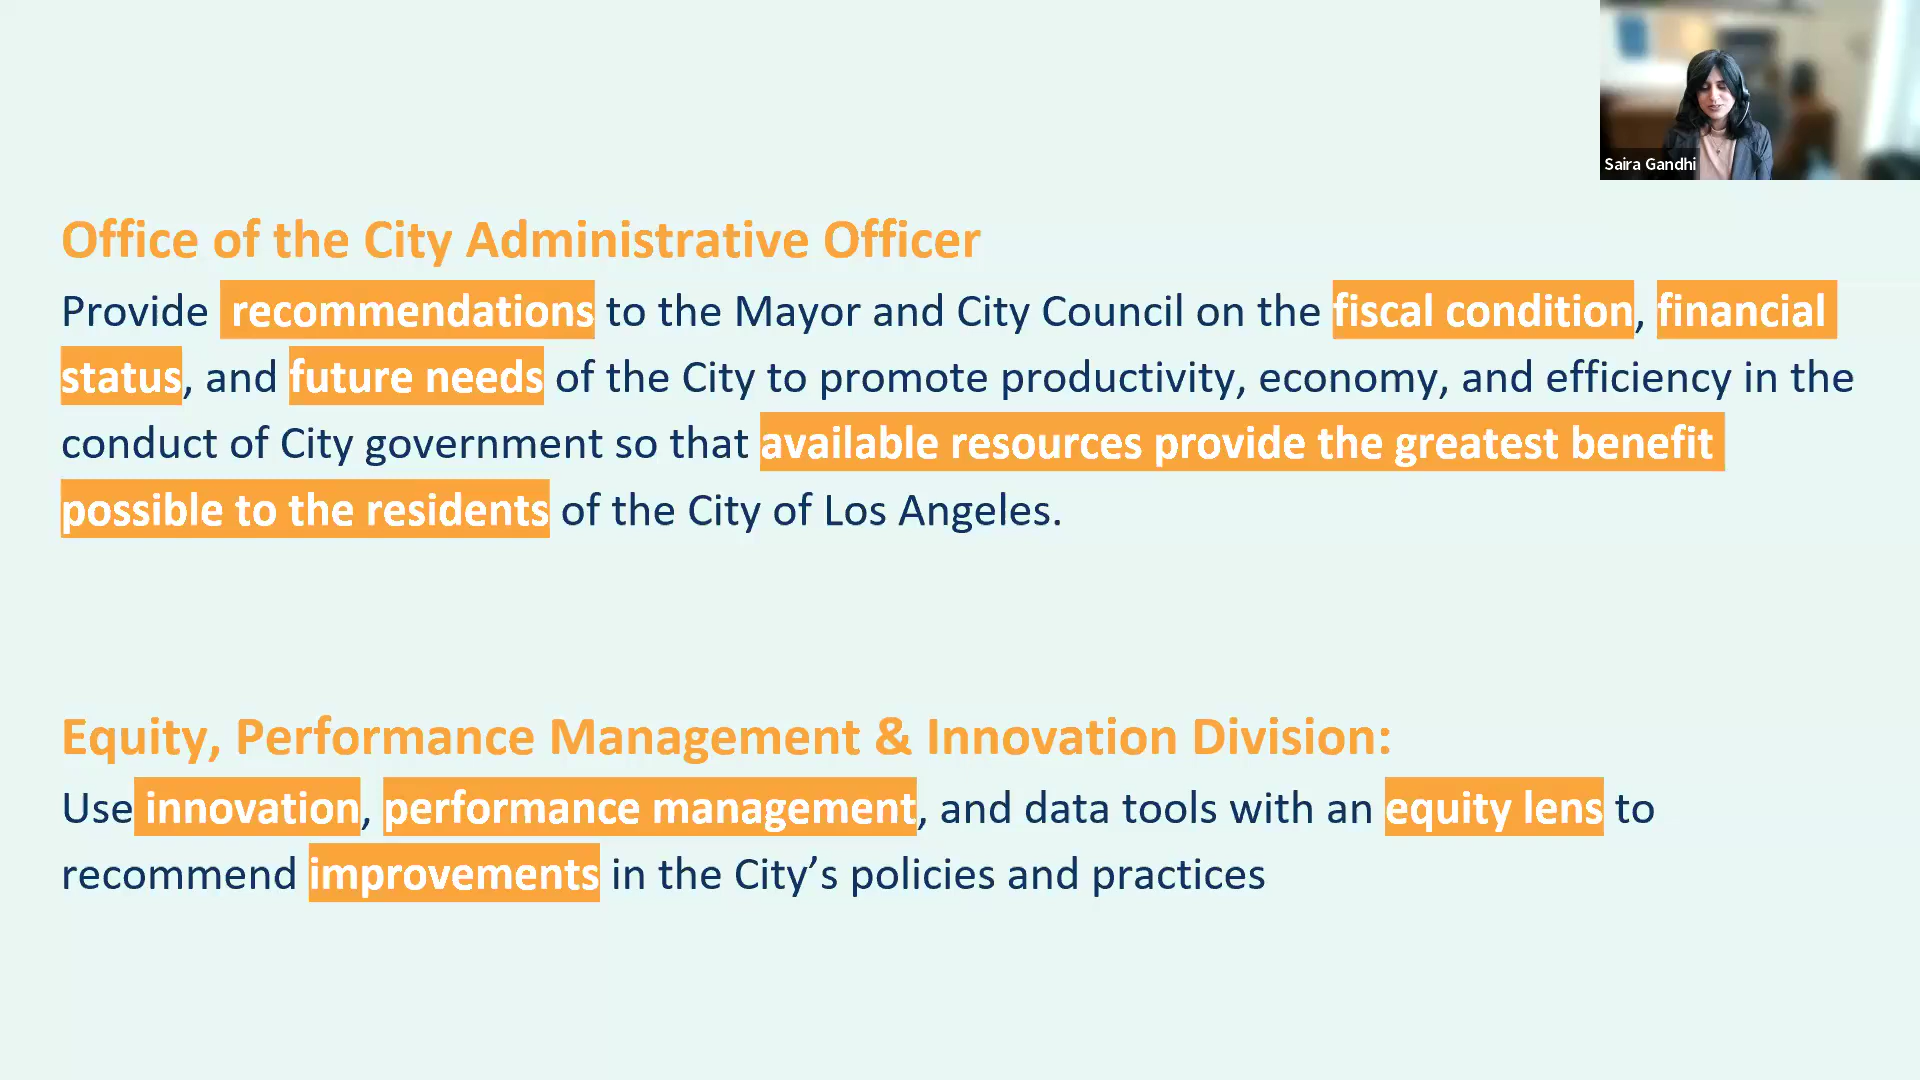 Saira Gandhi
Office of the City Administrative Officer
Provide recommendations to the Mayor and City Council on the fiscal condition, financial
status, and future needs of the City to promote productivity, economy, and efficiency in the
conduct of City government so that available resources provide the greatest benefit
possible to the residents of the City of Los Angeles.
Equity, Performance Management & Innovation Division:
Use innovation, performance management, and data tools with an equity lens to
recommend improvements in the City’s policies and practices